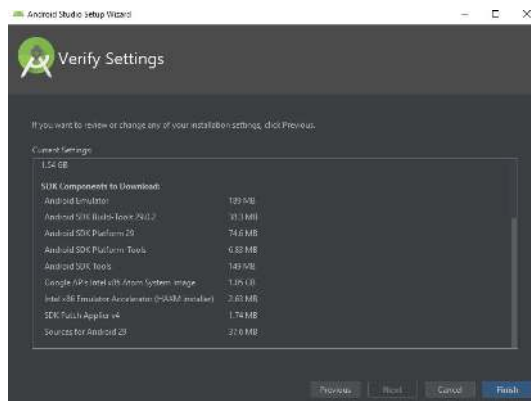 Android Studio Setup Wizard
Verify Settings
If you want to review or change any of your installation settings, click Previous.
Current Settings:
1.54 GB
SDK Components to Download:
Android Emulator 189 MB
Android SDK Build-Tools 29.0.2 38.3 MB
Android SDK Platform 29 74.6 MB
Android SDK Platform-Tools 6.83 MB
Android SDK Tools 149 MB
Google APIs Intel x86 Atom System Image 1.05 GB
Intel x86 Emulator Accelerator (HAXM installer) 2.63 MB
SDK Patch Applier v4 1.74 MB
Sources for Android 29 37.6 MB
Previous Next Cancel Finish